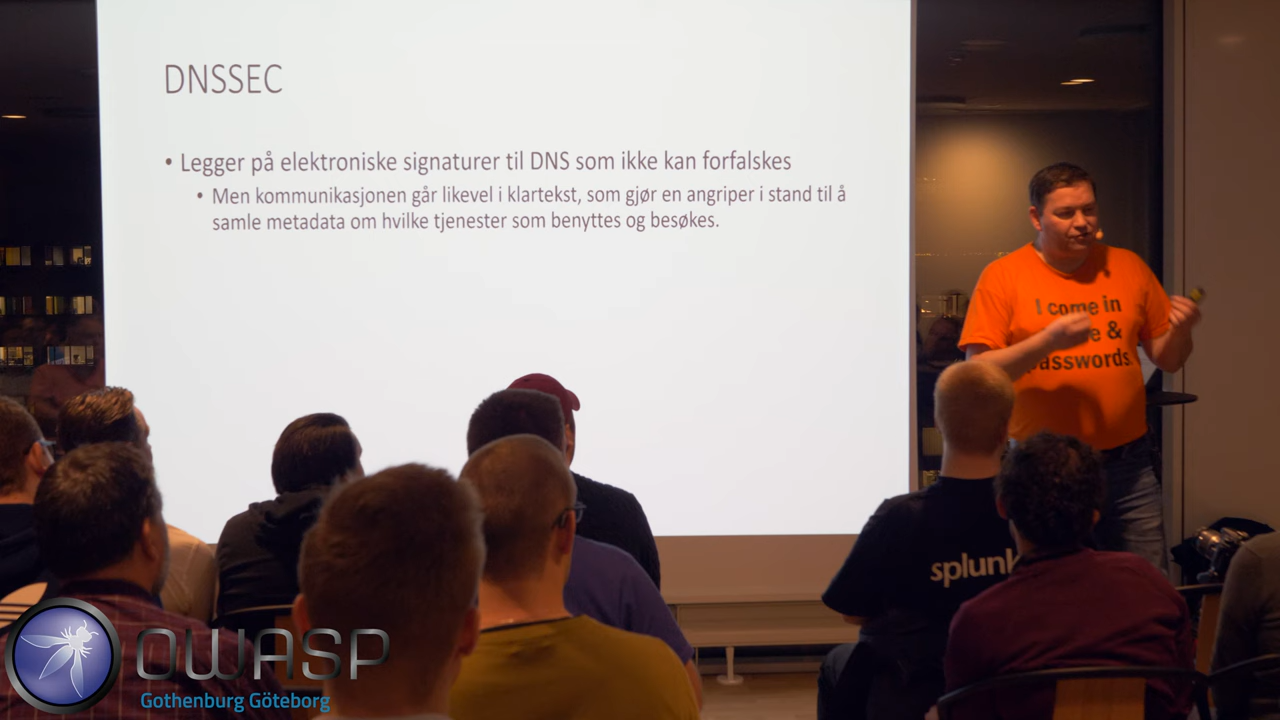 DNSSEC
• Legger på elektroniske signaturer til DNS som ikke kan forfalskes
• Men kommunikasjonen går likevel i klartekst, som gjør en angriper i stand til å
samle metadata om hvilke tjenester som benyttes og besøkes.
I come in
&
passwords.
splunk
OWASP
Gothenburg Göteborg